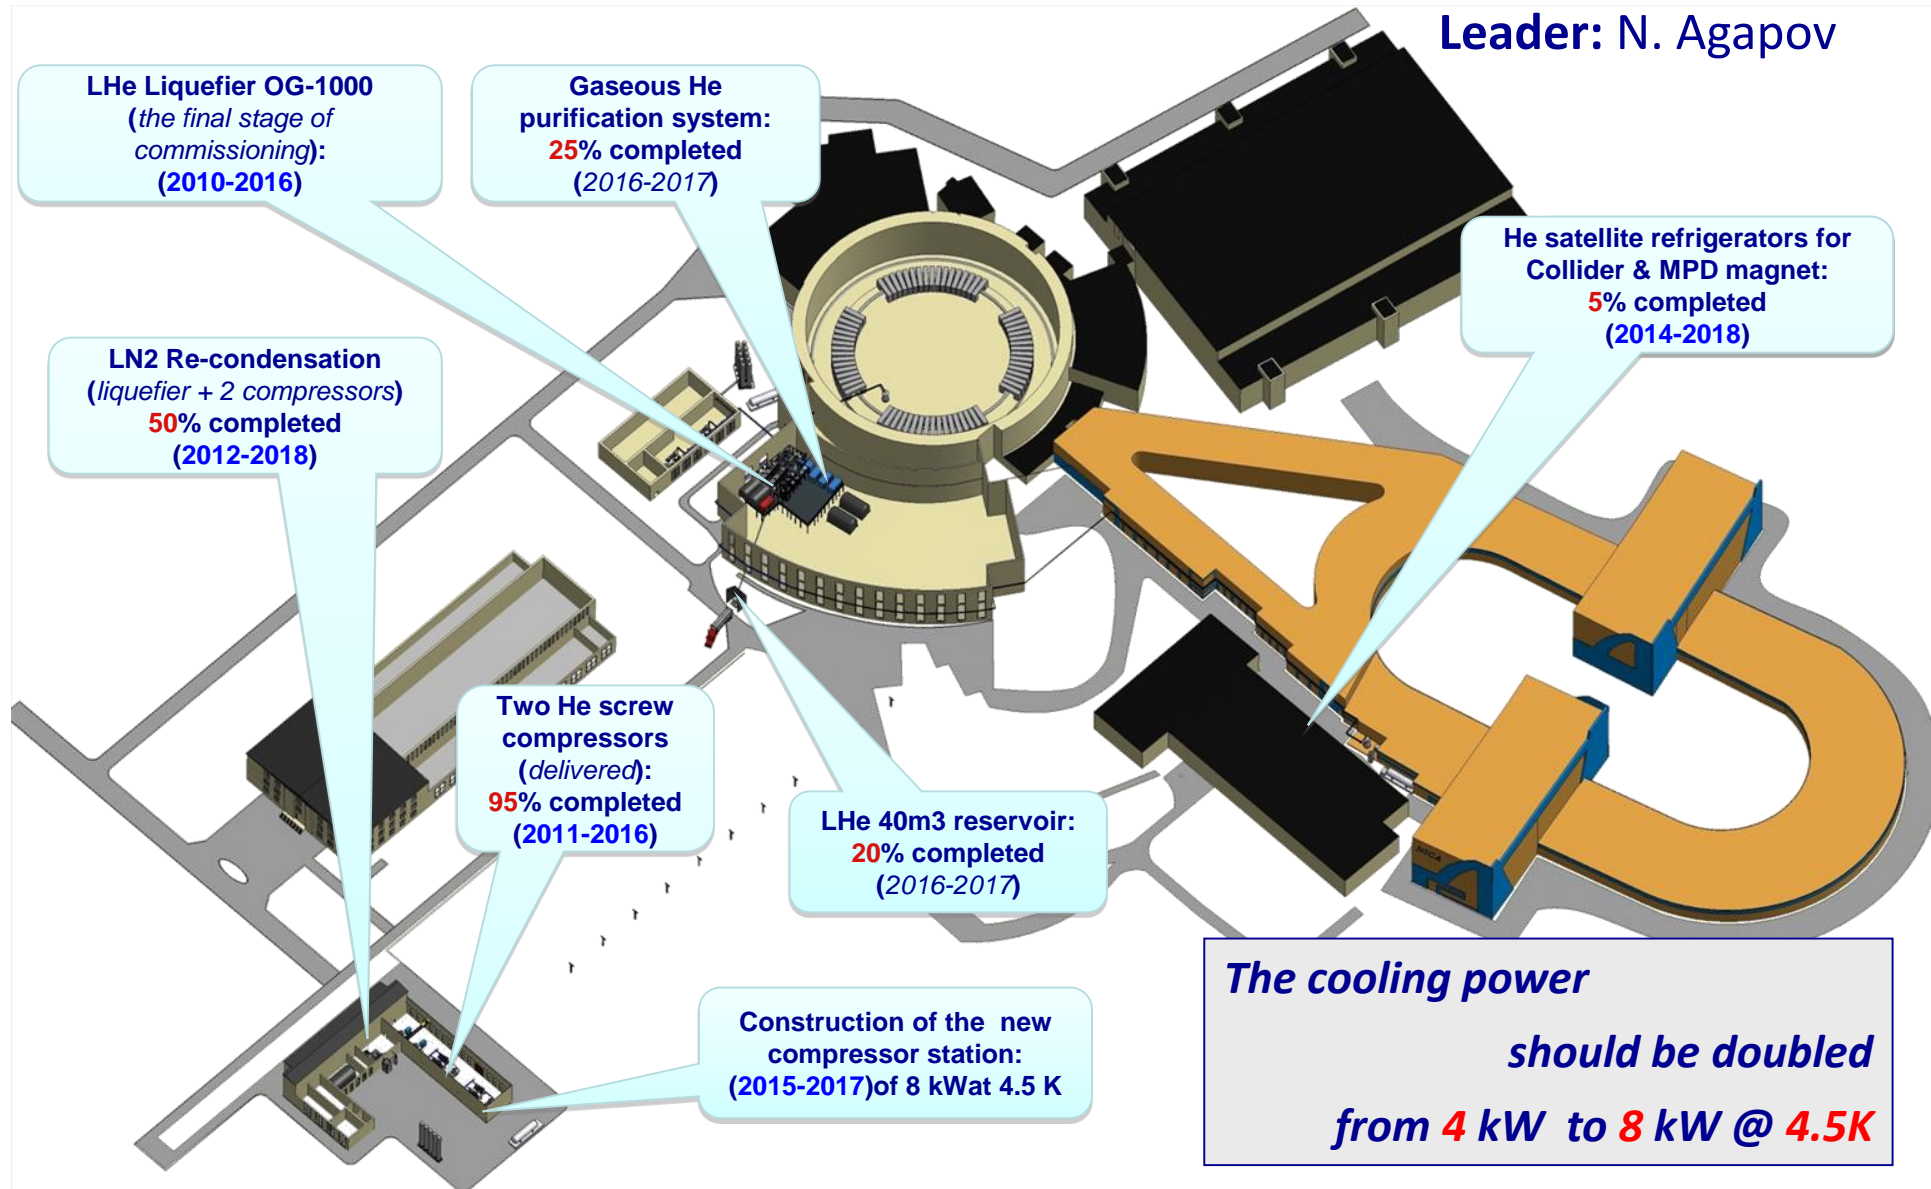 Leader: N. Agapov
LHe Liquefier OG-1000
(the final stage of
commissioning):
(2010-2016)
Gaseous He
purification system:
25% completed
(2016-2017)
He satellite refrigerators for
Collider & MPD magnet:
5% completed
(2014-2018)
LN2 Re-condensation
(liquefier + 2 compressors)
50% completed
(2012-2018)
Two He screw
compressors
(delivered):
95% completed
(2011-2016)
LHe 40m3 reservoir:
20% completed
(2016-2017)
NICA
Construction of the  new
compressor station:
(2015-2017)of 8 kWat 4.5 K
The cooling power
should be doubled
from 4 kW  to 8 kW @ 4.5K